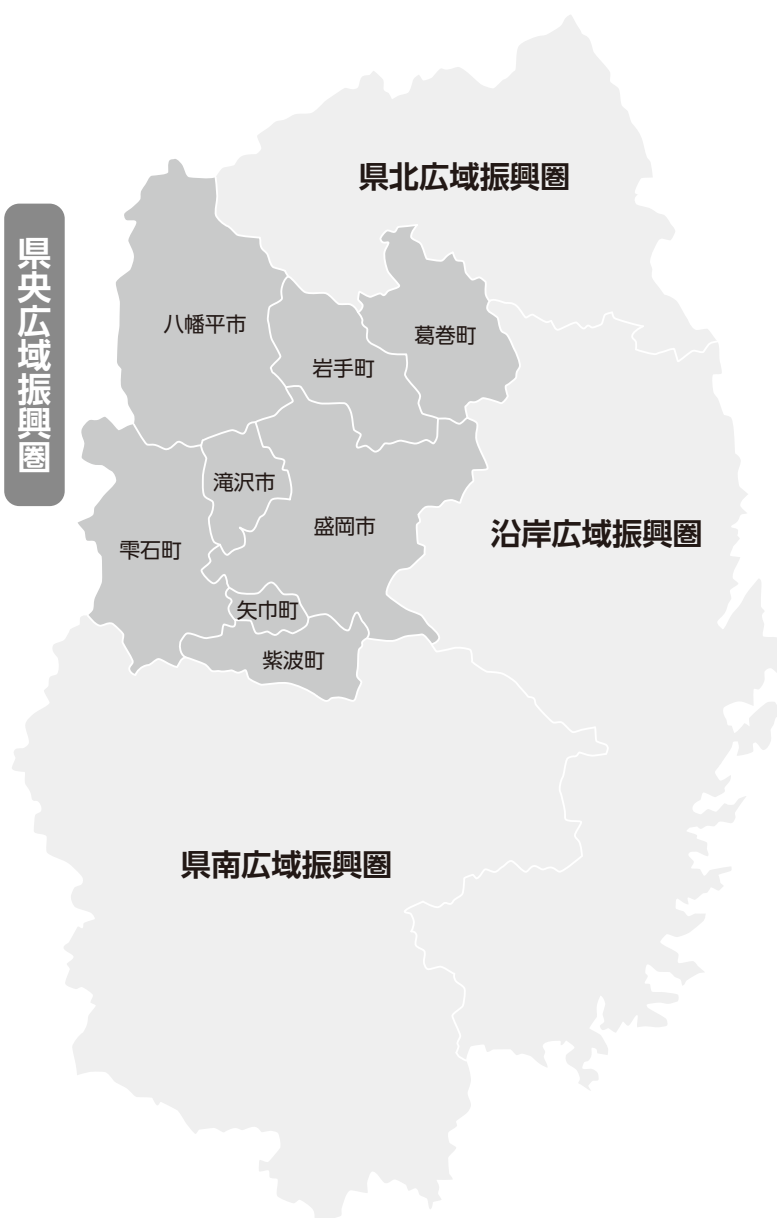 県北広域振興圏
県央広域振興圏
八幡平市
葛巻町
岩手町
滝沢市
盛岡市
沿岸広域振興圏
雫石町
矢巾町
紫波町
県南広域振興圏